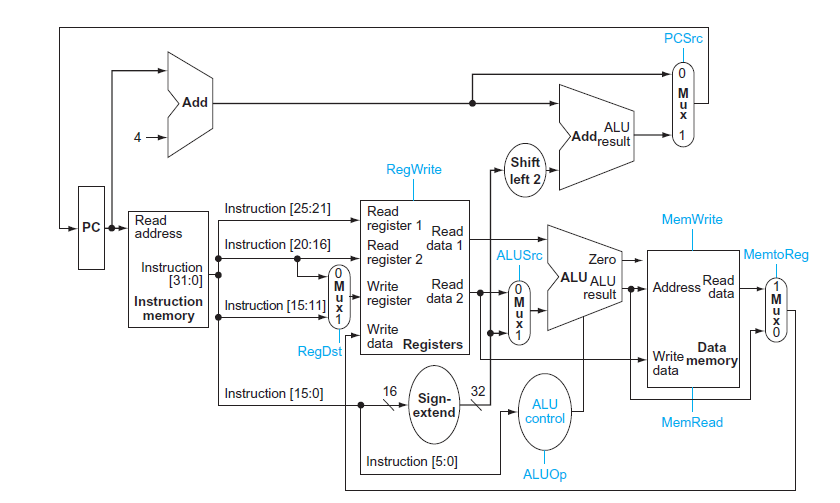 PCSrc
0
M
u
x
1
Add
ALU
Add result
4
Shift
left 2
RegWrite
PC
Read
address
Instruction
[31:0]
Instruction
memory
Instruction [25:21]
Instruction [20:16]
Instruction [15:11]
0
M
u
x
1
RegDst
Read
register 1
Read
data 1
Read
register 2
Write
register
Read
data 2
Write
data
Registers
ALUSrc
0
M
u
x
1
Zero
ALU
ALU
result
MemWrite
Address
Read
data
Write
data
Data
memory
MemRead
MemtoReg
1
M
u
x
0
Instruction [15:0]
16
Sign-
extend
32
ALU
control
Instruction [5:0]
ALUOp